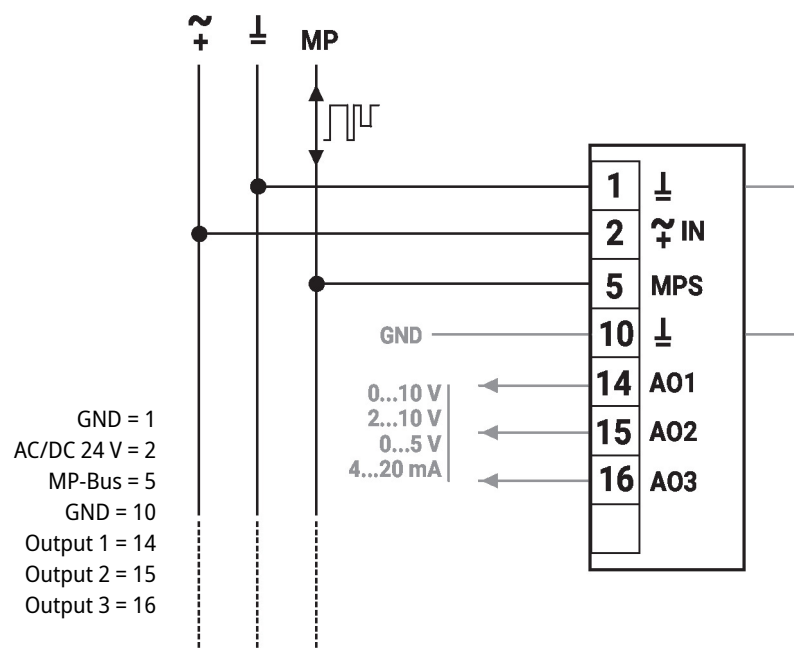 ~
+ ⊥ MP
1 ⊥
2 ~
+ IN
5 MPS
GND 10 ⊥
0...10 V 14 AO1
2...10 V
0...5 V 15 AO2
4...20 mA 16 AO3
GND = 1
AC/DC 24 V = 2
MP-Bus = 5
GND = 10
Output 1 = 14
Output 2 = 15
Output 3 = 16